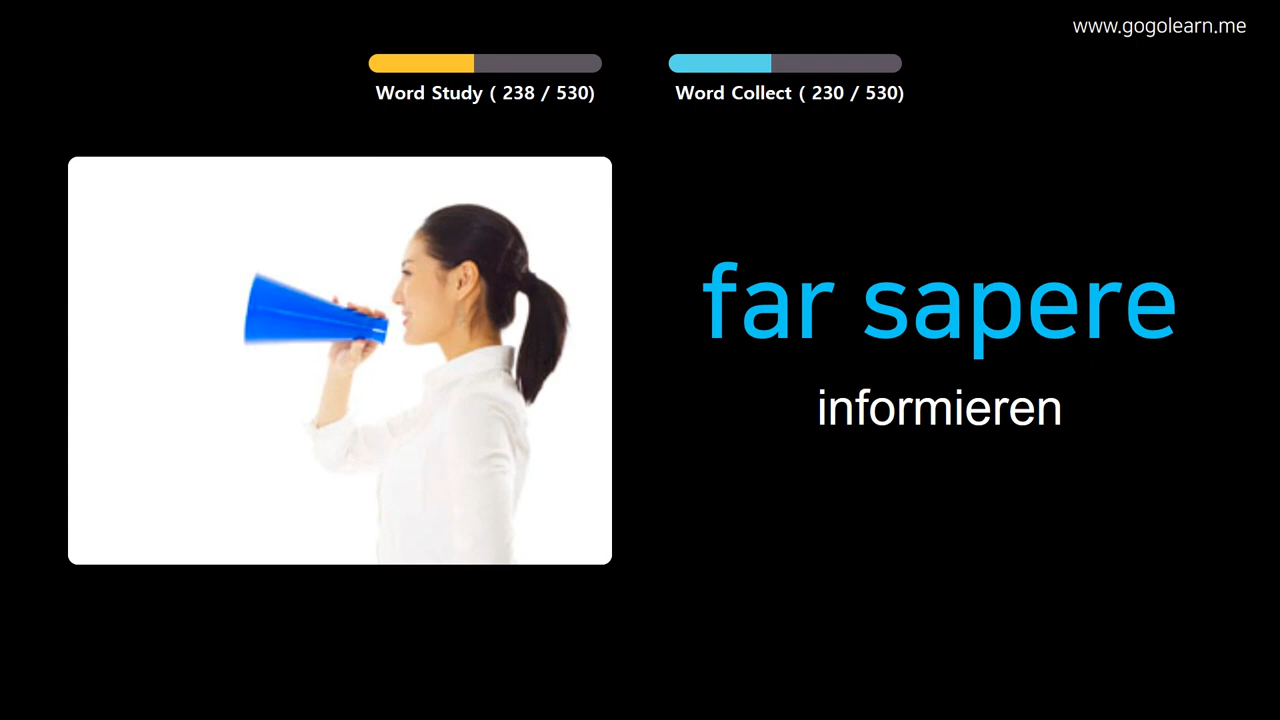 www.gogolearn.me
Word Study ( 238 / 530)
Word Collect ( 230 / 530)
far sapere
informieren